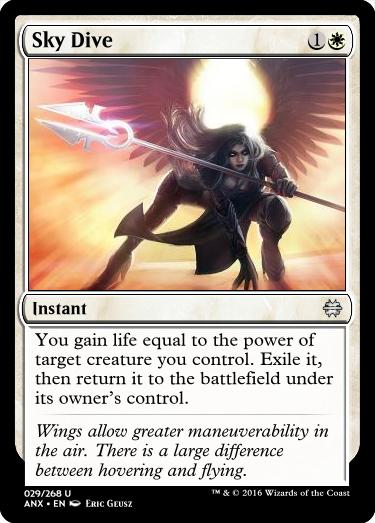 Sky Dive
1
Instant
You gain life equal to the power of
target creature you control. Exile it,
then return it to the battlefield under
its owner's control.
Wings allow greater maneuverability in
the air. There is a large difference
between hovering and flying.
029/268 U
™ & © 2016 Wizards of the Coast
ANX • EN Eric Geusz